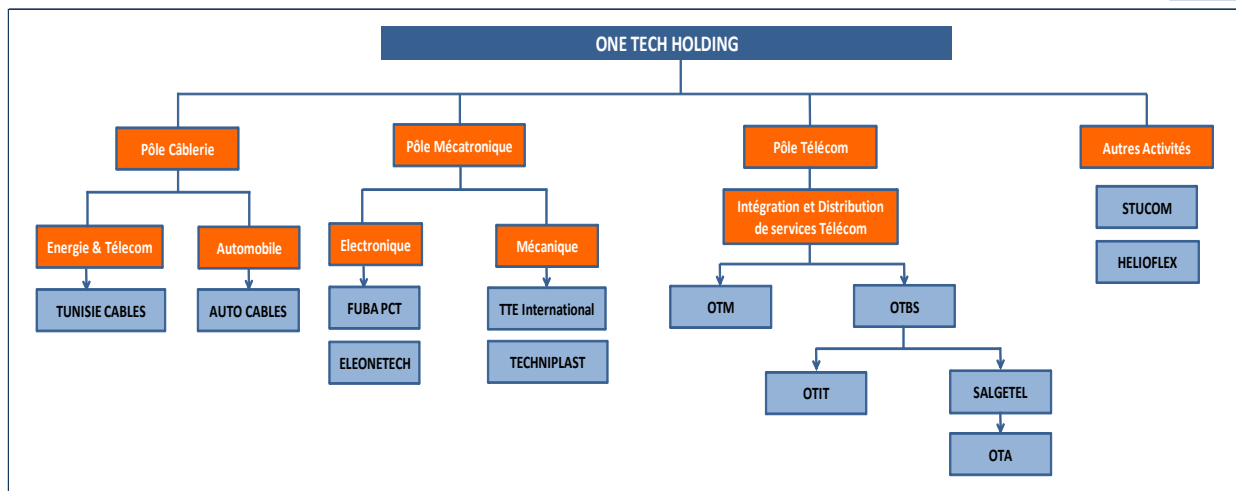 ONE TECH HOLDING
Pôle Câblerie
Pôle Mécatronique
Pôle Télécom
Autres Activités
Energie & Télecom
Automobile
Electronique
Mécanique
Intégration et Distribution
de services Télécom
STUCOM
HELIOFLEX
TUNISIE CABLES
AUTO CABLES
FUBA PCT
TTE International
OTM
OTBS
ELEONETECH
TECHNIPLAST
OTIT
SALGETEL
OTA